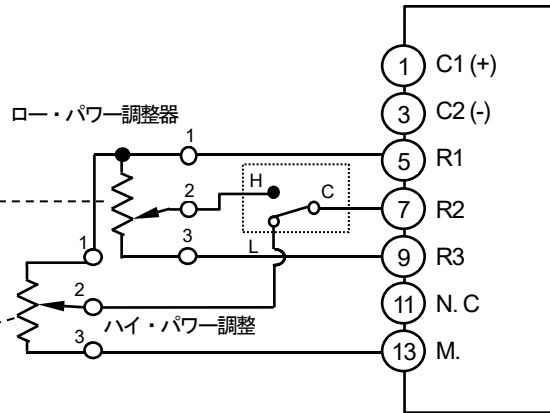 1 C1 (+)
3 C2 (-)
ロー・パワー調整器
1
5 R1
H
C
2
7 R2
L
3
9 R3
1
2
11 N. C
ハイ・パワー調整
3
13 M.